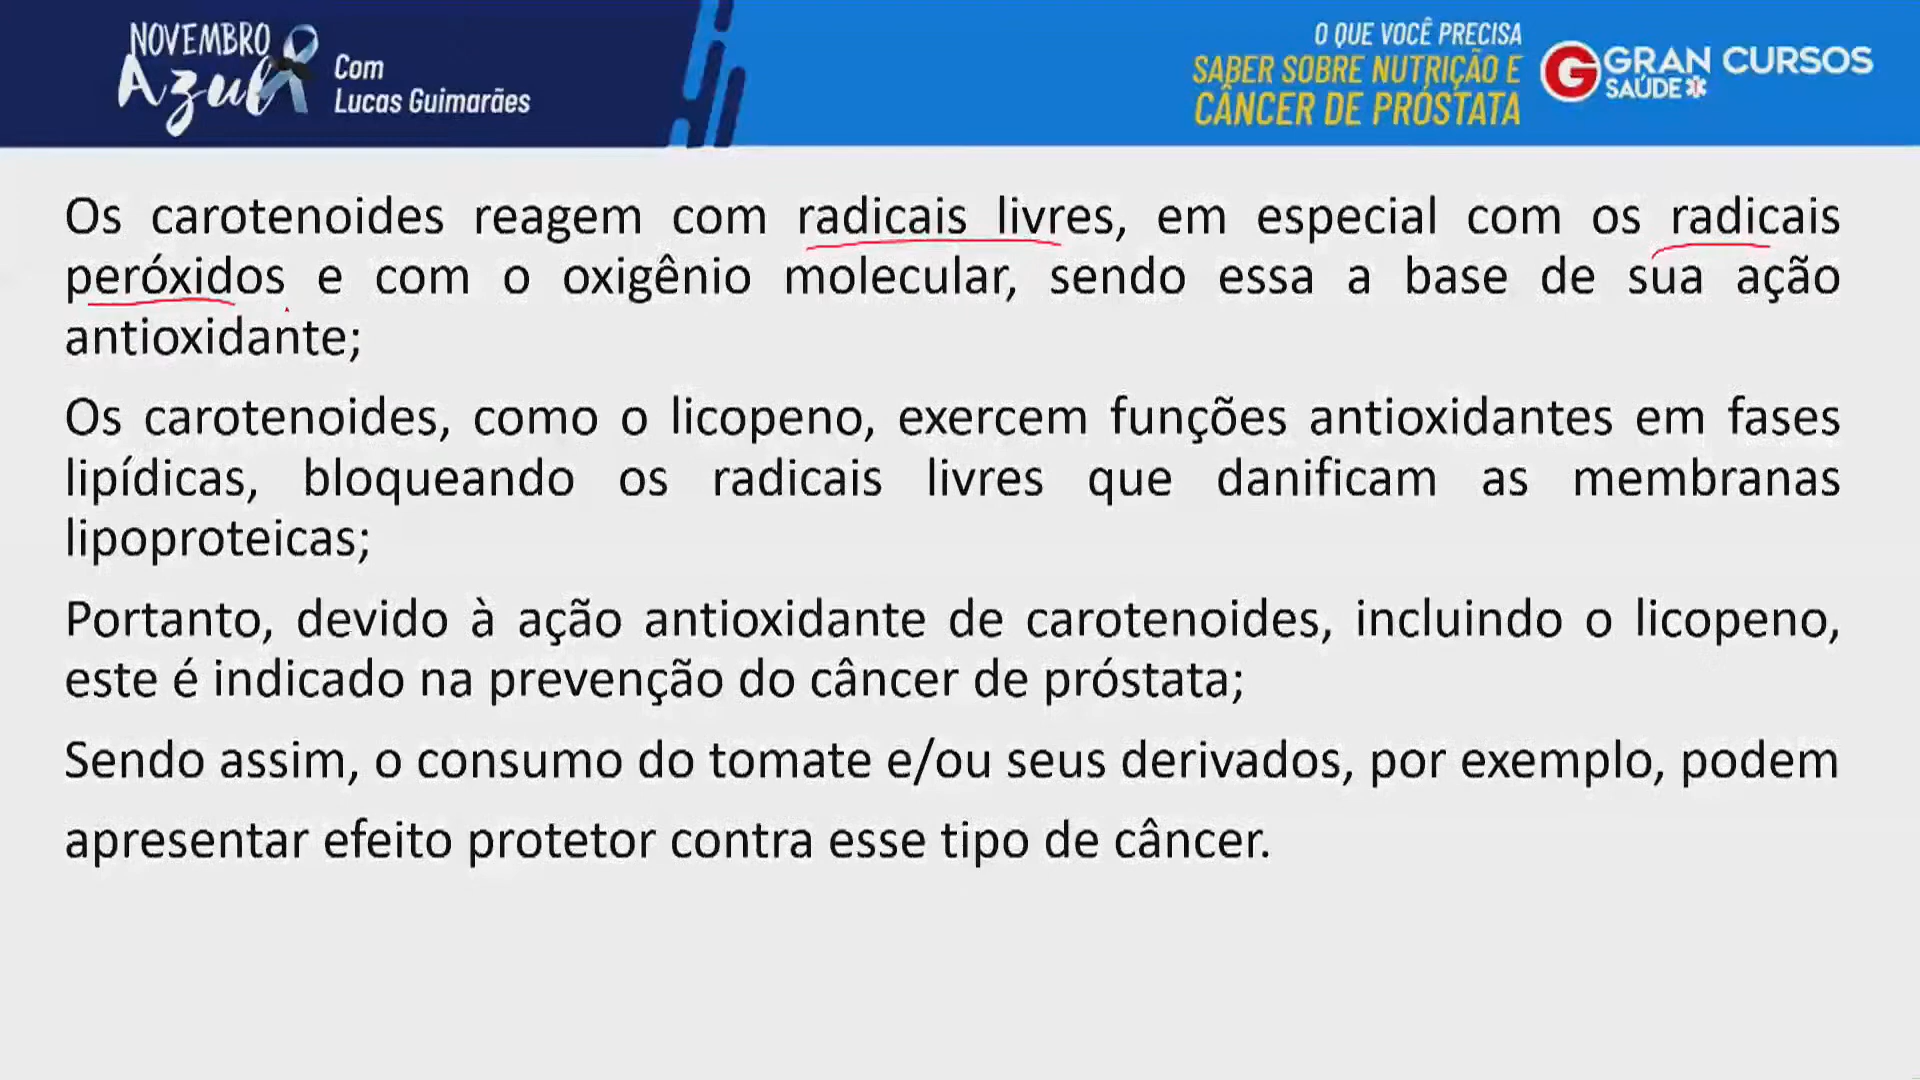 NOVEMBRO
Azul
Com
Lucas Guimarães
O QUE VOCÊ PRECISA
SABER SOBRE NUTRIÇÃO E
CÂNCER DE PRÓSTATA
G GRAN CURSOS
SAÚDE
Os carotenoides reagem com radicais livres, em especial com os radicais
peróxidos e com o oxigênio molecular, sendo essa a base de sua ação
antioxidante;
Os carotenoides, como o licopeno, exercem funções antioxidantes em fases
lipídicas, bloqueando os radicais livres que danificam as membranas
lipoproteicas;
Portanto, devido à ação antioxidante de carotenoides, incluindo o licopeno,
este é indicado na prevenção do câncer de próstata;
Sendo assim, o consumo do tomate e/ou seus derivados, por exemplo, podem
apresentar efeito protetor contra esse tipo de câncer.